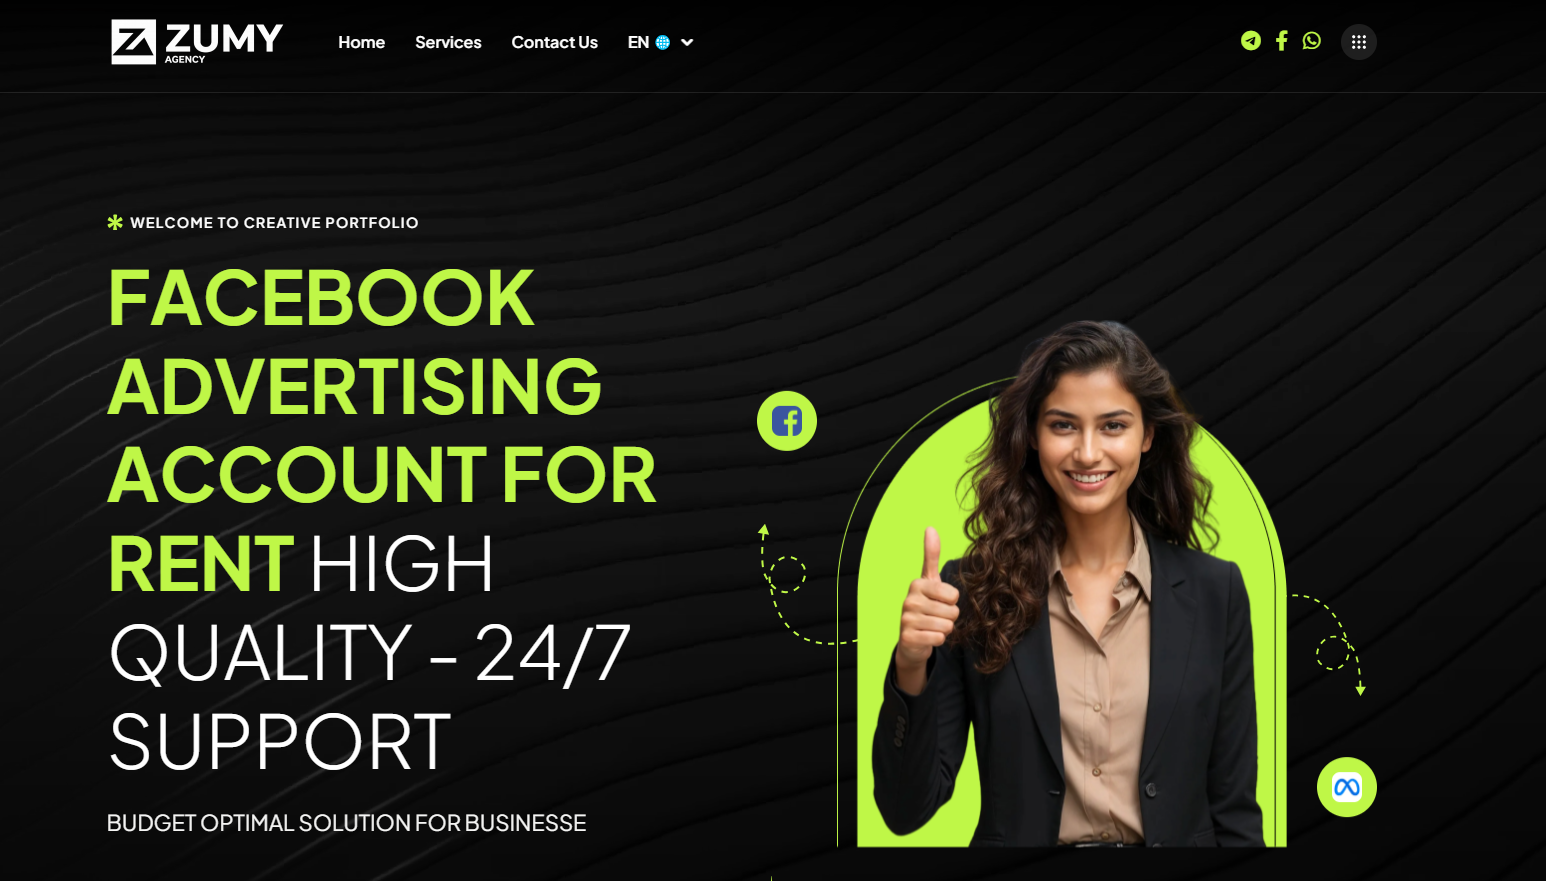 ZUMY
AGENCY
Home
Services
Contact Us
EN
WELCOME TO CREATIVE PORTFOLIO
FACEBOOK
ADVERTISING
ACCOUNT FOR
RENT HIGH
QUALITY - 24/7
SUPPORT
BUDGET OPTIMAL SOLUTION FOR BUSINESSE